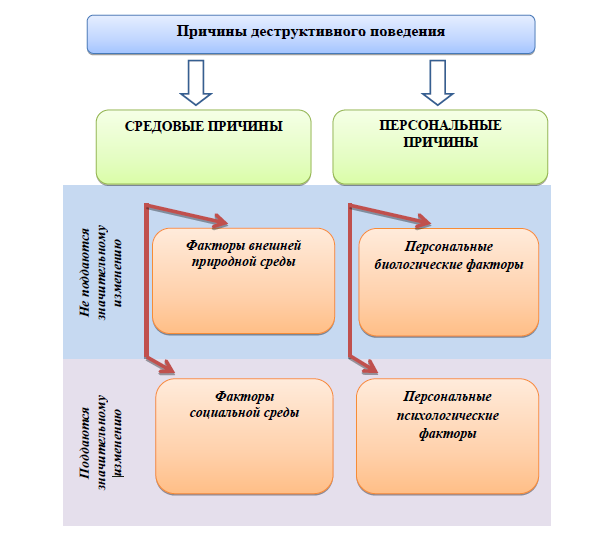 Причины деструктивного поведения
СРЕДОВЫЕ ПРИЧИНЫ
ПЕРСОНАЛЬНЫЕ
ПРИЧИНЫ
Не поддаются
значительному
изменению
Факторы внешней
природной среды
Персональные
биологические факторы
Поддаются
значительному
изменению
Факторы
социальной среды
Персональные
психологические
факторы